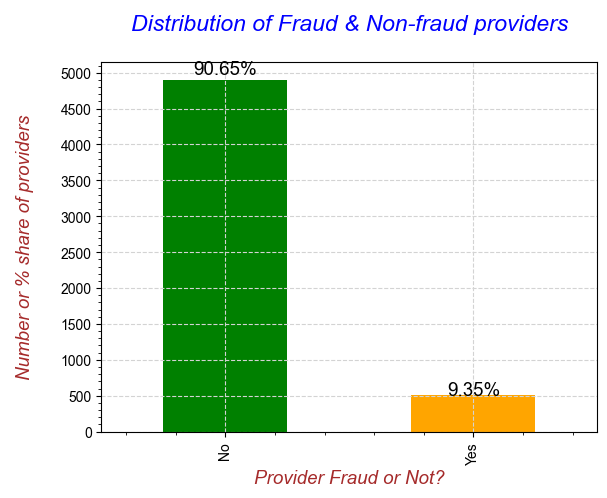 Distribution of Fraud & Non-fraud providers
Number or % share of providers
5000
4500
4000
3500
3000
2500
2000
1500
1000
500
0
90.65%
9.35%
No
Yes
Provider Fraud or Not?